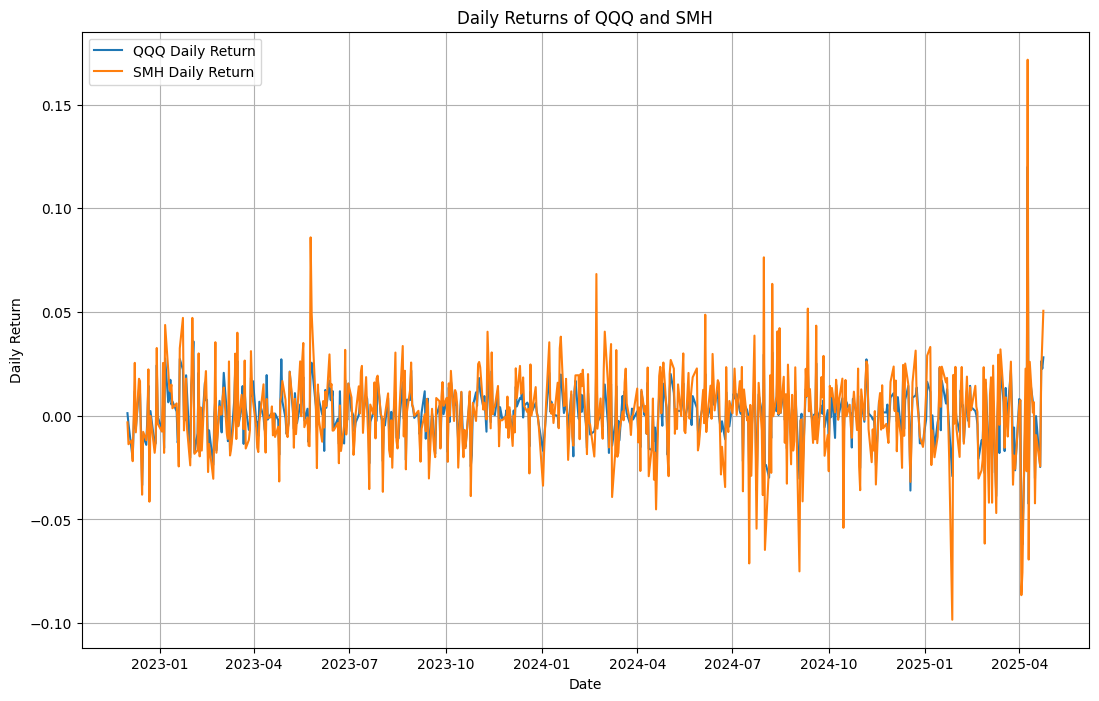 Daily Returns of QQQ and SMH
QQQ Daily Return
SMH Daily Return
Daily Return
0.15
0.10
0.05
0.00
−0.05
−0.10
2023-01 2023-04 2023-07 2023-10 2024-01 2024-04 2024-07 2024-10 2025-01 2025-04
Date